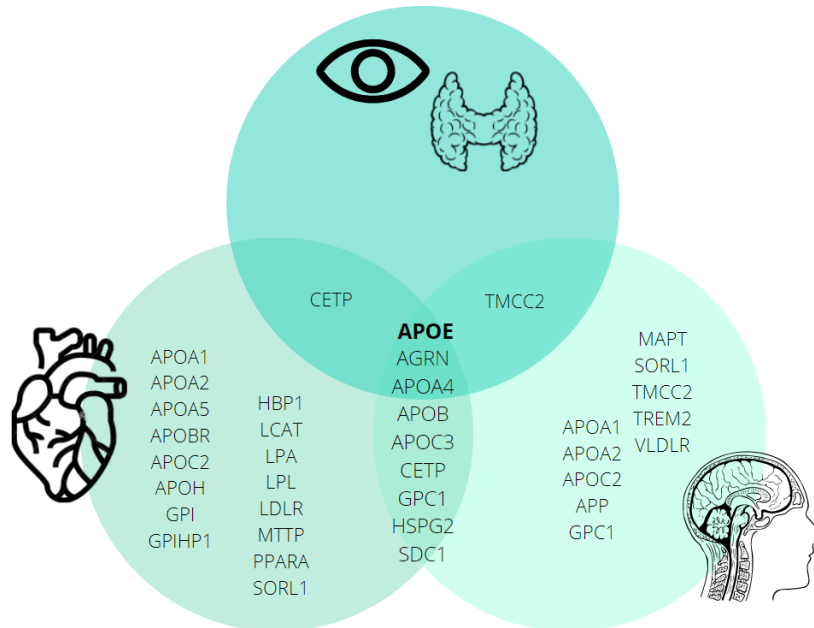 CETP
TMCC2
APOE
AGRN
APOA4
APOB
APOC3
CETP
GPC1
HSPG2
SDC1
APOA1
APOA2
APOA5
APOBR
APOC2
APOH
GPI
GPIHP1
HBP1
LCAT
LPA
LPL
LDLR
MTTP
PPARA
SORL1
MAPT
SORL1
TMCC2
TREM2
VLDLR
APOA1
APOA2
APOC2
APP
GPC1